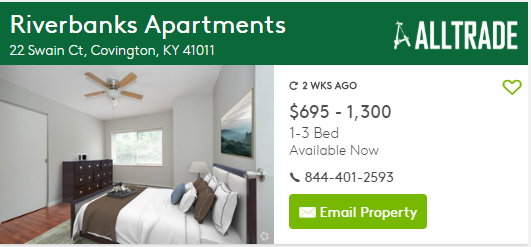 Riverbanks Apartments
22 Swain Ct, Covington, KY 41011
ALLTRADE
2 WKS AGO
$695 - 1,300
1-3 Bed
Available Now
844-401-2593
Email Property